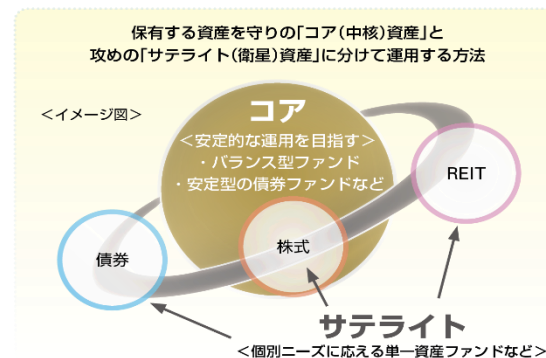 保有する資産を守りの「コア（中核）資産」と
攻めの「サテライト（衛星）資産」に分けて運用する方法
＜イメージ図＞
コア
＜安定的な運用を目指す＞
・バランス型ファンド
・安定型の債券ファンドなど
REIT
株式
債券
サテライト
＜個別ニーズに応える単一資産ファンドなど＞